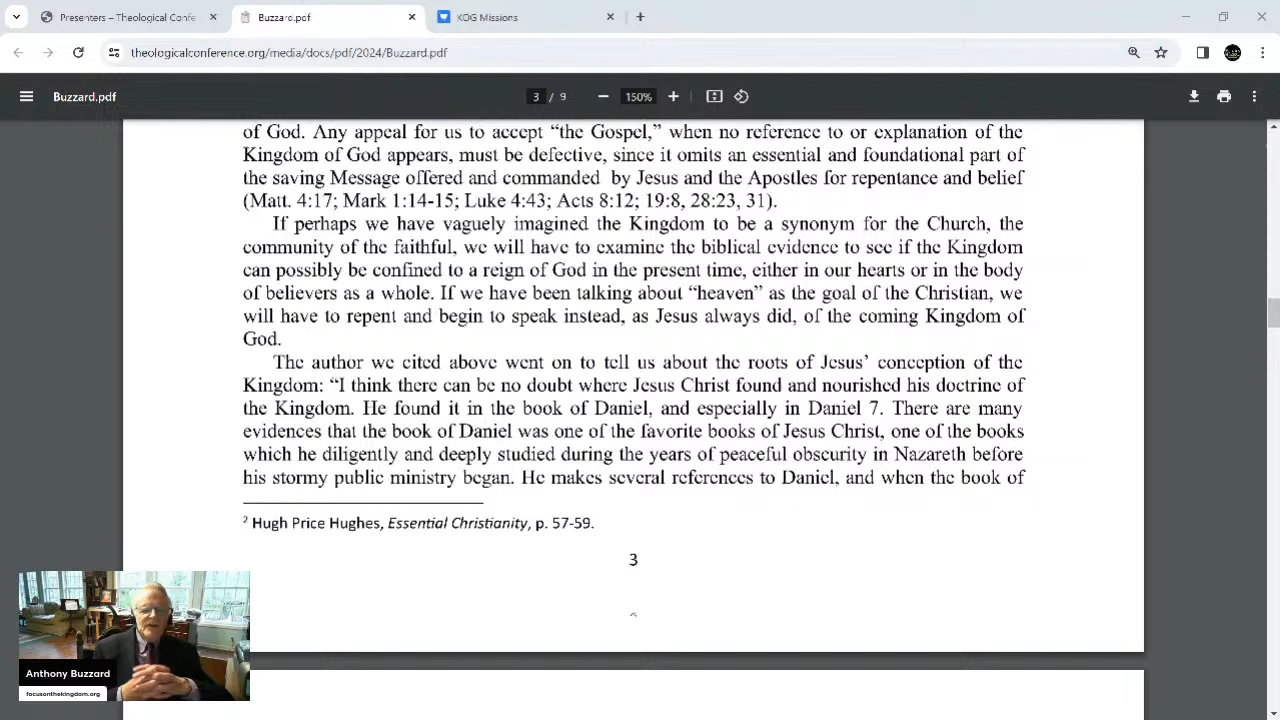 Presenters – Theological Confe
Buzzard.pdf
KOG Missions
theologicalconference.org/media/docs/pdf/2024/Buzzard.pdf
Buzzard.pdf
3 / 9
150%
of God. Any appeal for us to accept “the Gospel,” when no reference to or explanation of the
Kingdom of God appears, must be defective, since it omits an essential and foundational part of
the saving Message offered and commanded by Jesus and the Apostles for repentance and belief
(Matt. 4:17; Mark 1:14-15; Luke 4:43; Acts 8:12; 19:8, 28:23, 31).
If perhaps we have vaguely imagined the Kingdom to be a synonym for the Church, the
community of the faithful, we will have to examine the biblical evidence to see if the Kingdom
can possibly be confined to a reign of God in the present time, either in our hearts or in the body
of believers as a whole. If we have been talking about “heaven” as the goal of the Christian, we
will have to repent and begin to speak instead, as Jesus always did, of the coming Kingdom of
God.
The author we cited above went on to tell us about the roots of Jesus’ conception of the
Kingdom: “I think there can be no doubt where Jesus Christ found and nourished his doctrine of
the Kingdom. He found it in the book of Daniel, and especially in Daniel 7. There are many
evidences that the book of Daniel was one of the favorite books of Jesus Christ, one of the books
which he diligently and deeply studied during the years of peaceful obscurity in Nazareth before
his stormy public ministry began. He makes several references to Daniel, and when the book of
2 Hugh Price Hughes, Essential Christianity, p. 57-59.
3
Anthony Buzzard
focusonthekingdom.org